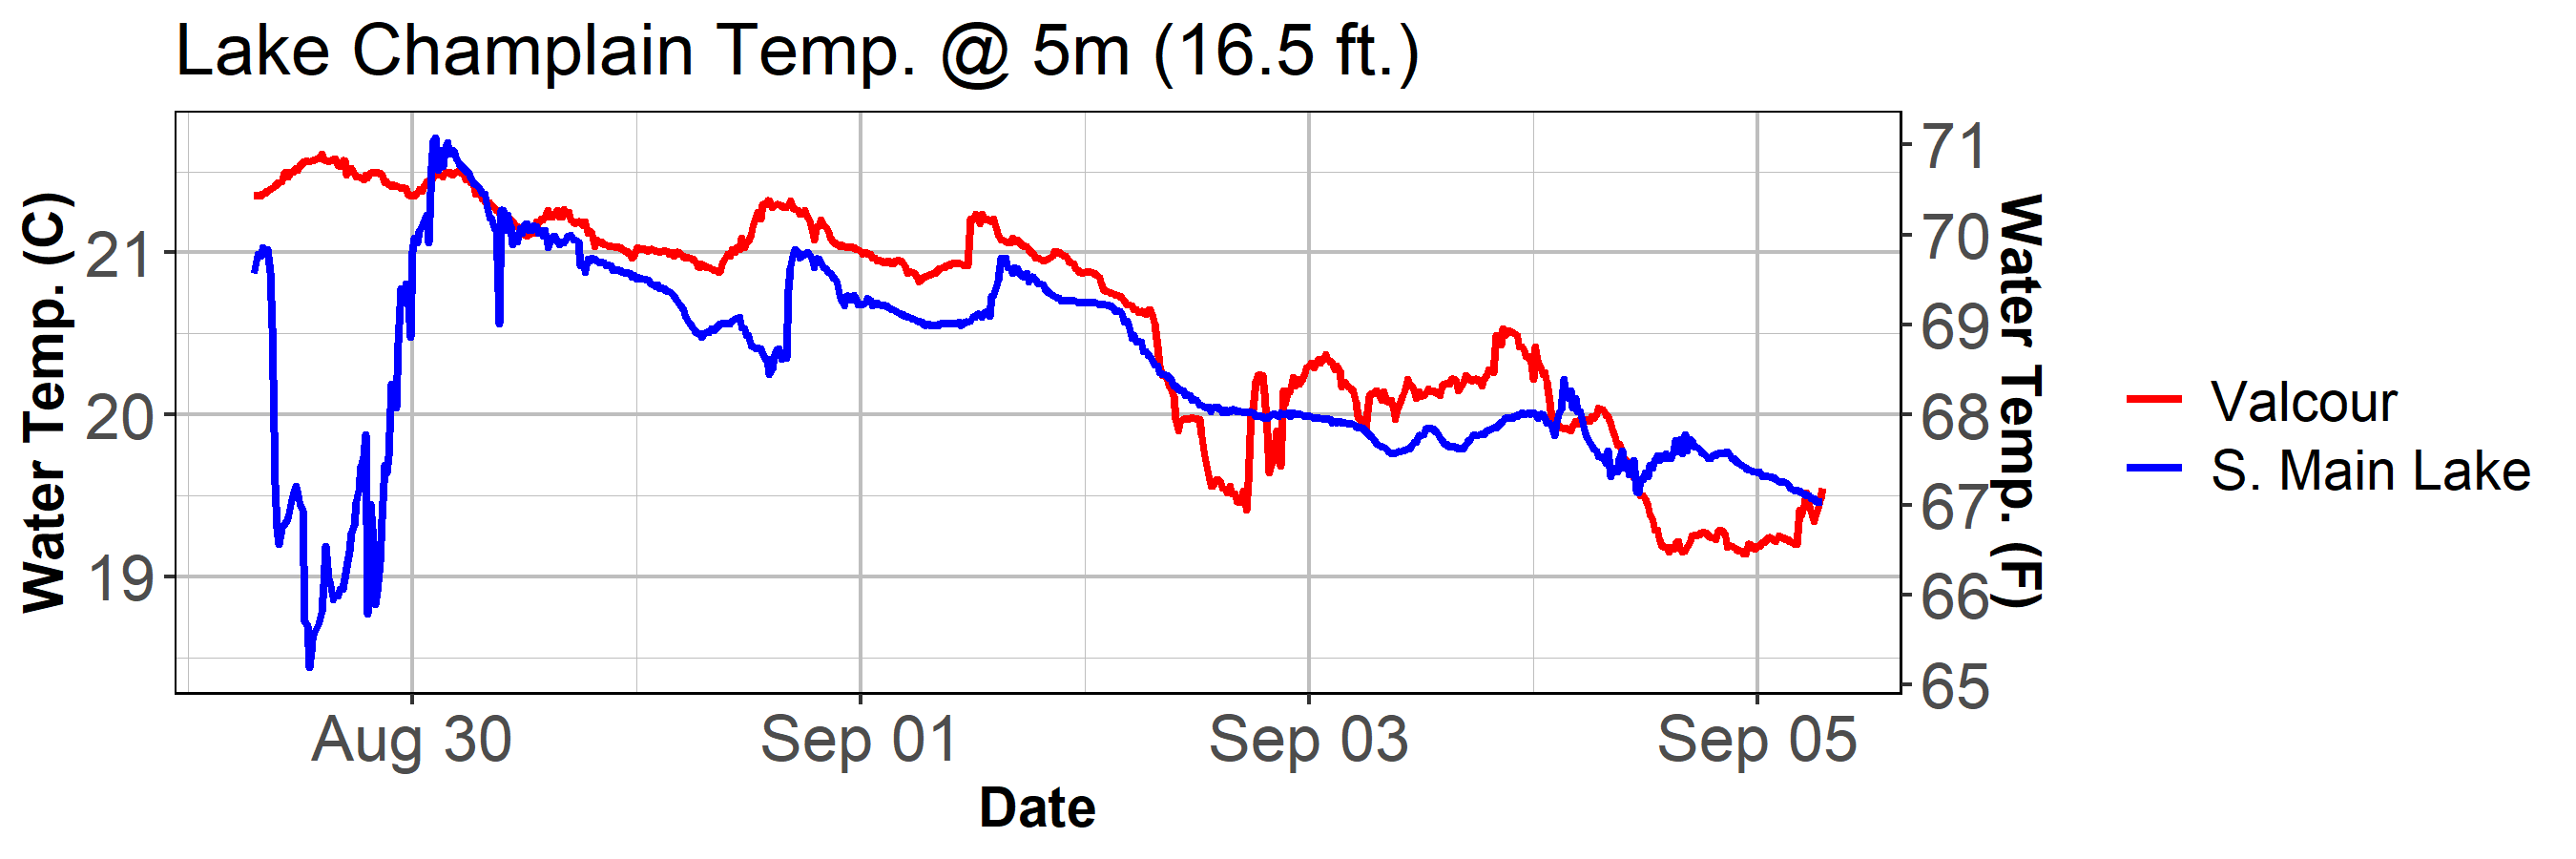 Lake Champlain Temp. @ 5m (16.5 ft.)
Water Temp. (C)
21
20
19
71
70
69
68
67
66
65
Water Temp. (F)
Aug 30
Sep 01
Sep 03
Sep 05
Date
Valcour
S. Main Lake